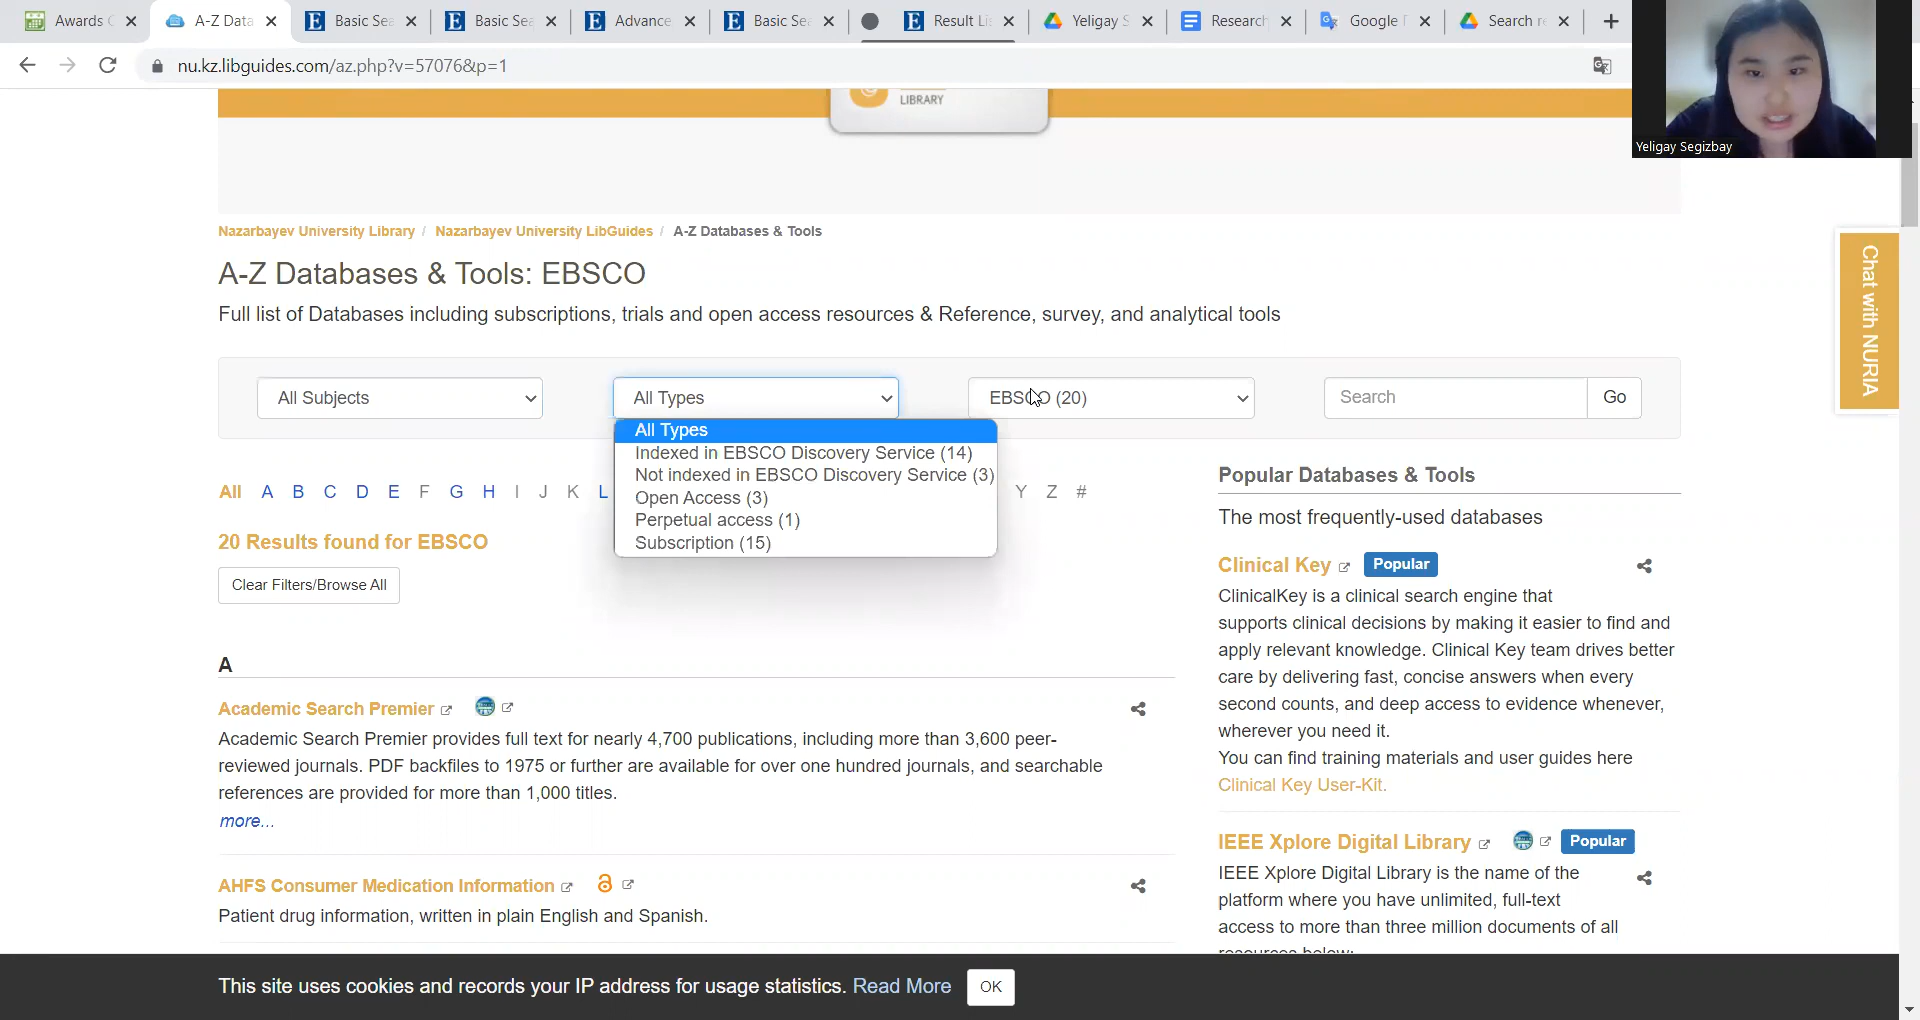 Awards C
A-Z Data
Basic Sea
Basic Sea
Advance
Basic Sea
Result Li
Yeligay S
Research
Google T
Search re
nu.kz.libguides.com/az.php?v=57076&p=1
Yeligay Segizbay
LIBRARY
Nazarbayev University Library / Nazarbayev University LibGuides / A-Z Databases & Tools
A-Z Databases & Tools: EBSCO
Full list of Databases including subscriptions, trials and open access resources & Reference, survey, and analytical tools
Chat with NURIA
All Subjects
All Types
EBSCO (20)
Search
Go
All Types
Indexed in EBSCO Discovery Service (14)
Not indexed in EBSCO Discovery Service (3)
Open Access (3)
Perpetual access (1)
Subscription (15)
All A B C D E F G H I J K L Y Z #
20 Results found for EBSCO
Clear Filters/Browse All
A
Academic Search Premier
Academic Search Premier provides full text for nearly 4,700 publications, including more than 3,600 peer-
reviewed journals. PDF backfiles to 1975 or further are available for over one hundred journals, and searchable
references are provided for more than 1,000 titles.
more...
AHFS Consumer Medication Information
Patient drug information, written in plain English and Spanish.
Popular Databases & Tools
The most frequently-used databases
Clinical Key Popular
ClinicalKey is a clinical search engine that
supports clinical decisions by making it easier to find and
apply relevant knowledge. Clinical Key team drives better
care by delivering fast, concise answers when every
second counts, and deep access to evidence whenever,
wherever you need it.
You can find training materials and user guides here
Clinical Key User-Kit.
IEEE Xplore Digital Library Popular
IEEE Xplore Digital Library is the name of the
platform where you have unlimited, full-text
access to more than three million documents of all
resources below:
This site uses cookies and records your IP address for usage statistics. Read More OK